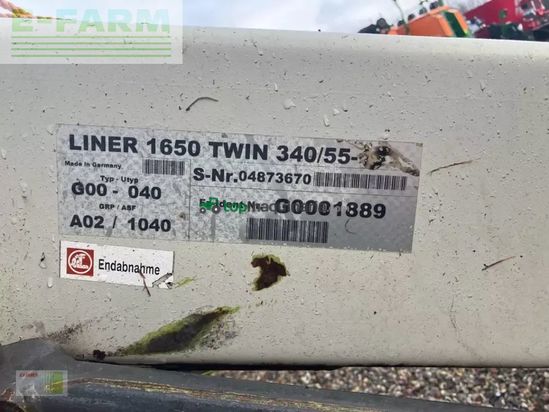 E-FARM
LINER 1650 TWIN 340/55-
Made in Germany
S-Nr.04873670
Typ - Utyp
G00 - 040
G0001889
GRP / ABF
A02 / 1040
Endabnahme